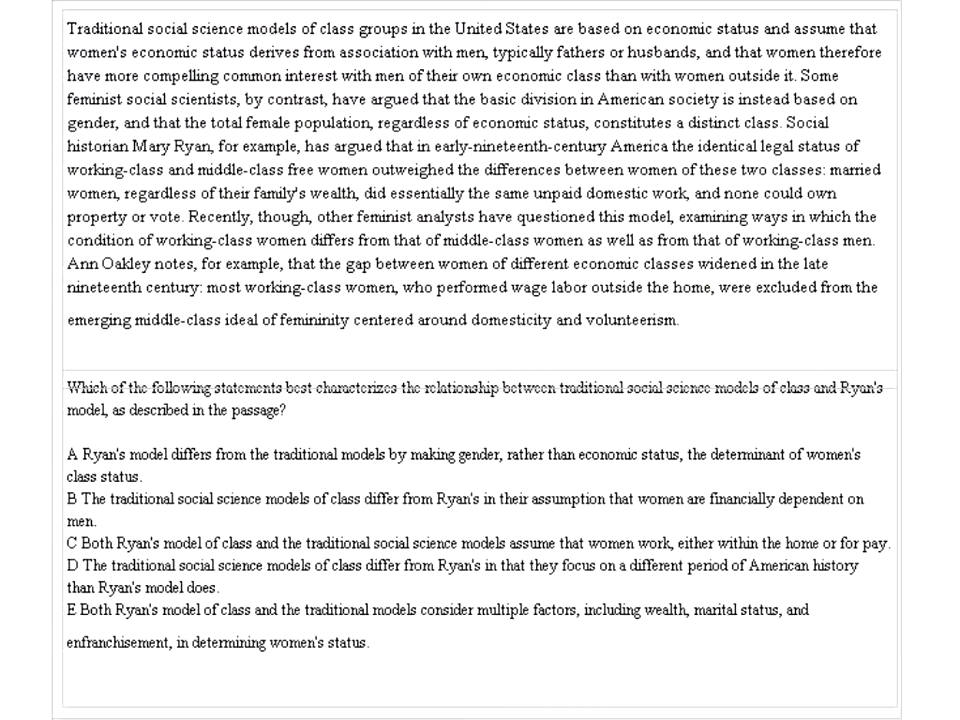 Traditional social science models of class groups in the United States are based on economic status and assume that
women's economic status derives from association with men, typically fathers or husbands, and that women therefore
have more compelling common interest with men of their own economic class than with women outside it. Some
feminist social scientists, by contrast, have argued that the basic division in American society is instead based on
gender, and that the total female population, regardless of economic status, constitutes a distinct class. Social
historian Mary Ryan, for example, has argued that in early-nineteenth-century America the identical legal status of
working-class and middle-class free women outweighed the differences between women of these two classes: married
women, regardless of their family's wealth, did essentially the same unpaid domestic work, and none could own
property or vote. Recently, though, other feminist analysts have questioned this model, examining ways in which the
condition of working-class women differs from that of middle-class women as well as from that of working-class men.
Ann Oakley notes, for example, that the gap between women of different economic classes widened in the late
nineteenth century: most working-class women, who performed wage labor outside the home, were excluded from the
emerging middle-class ideal of femininity centered around domesticity and volunteerism.
Which of the following statements best characterizes the relationship between traditional social science models of class and Ryan's
model, as described in the passage?
A Ryan's model differs from the traditional models by making gender, rather than economic status, the determinant of women's
class status.
B The traditional social science models of class differ from Ryan's in their assumption that women are financially dependent on
men.
C Both Ryan's model of class and the traditional social science models assume that women work, either within the home or for pay.
D The traditional social science models of class differ from Ryan's in that they focus on a different period of American history
than Ryan's model does.
E Both Ryan's model of class and the traditional models consider multiple factors, including wealth, marital status, and
enfranchisement, in determining women's status.